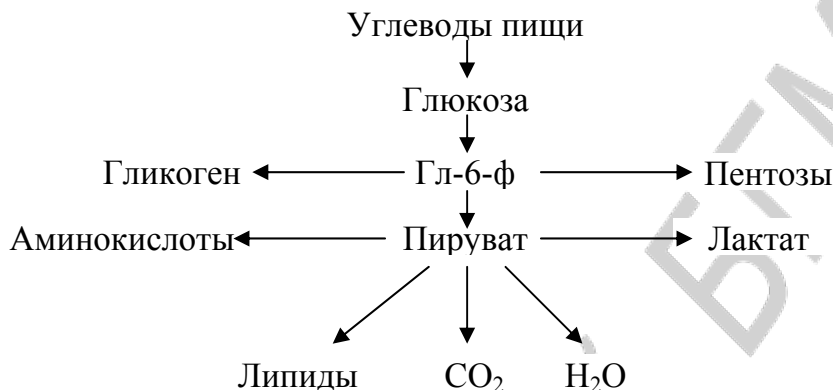 Углеводы пищи
Глюкоза
Гликоген Гл-6-ф Пентозы
Аминокислоты Пируват Лактат
Липиды CO₂ H₂O